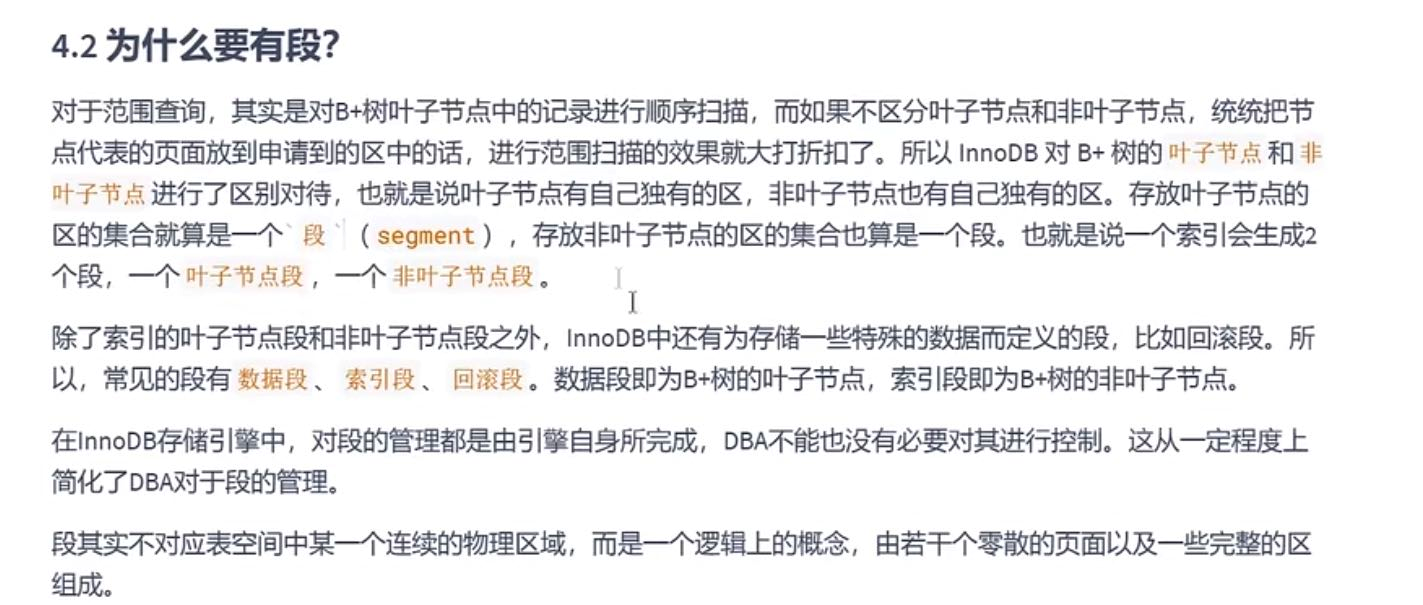 4.2 为什么要有段？
对于范围查询，其实是对B+树叶子节点中的记录进行顺序扫描，而如果不区分叶子节点和非叶子节点，统统把节
点代表的页面放到申请到的区中的话，进行范围扫描的效果就大打折扣了。所以 InnoDB 对 B+ 树的 叶子节点 和 非
叶子节点 进行了区别对待，也就是说叶子节点有自己独有的区，非叶子节点也有自己独有的区。存放叶子节点的
区的集合就算是一个` 段 `（ segment ），存放非叶子节点的区的集合也算是一个段。也就是说一个索引会生成2
个段，一个 叶子节点段 ，一个 非叶子节点段 。
除了索引的叶子节点段和非叶子节点段之外，InnoDB中还有为存储一些特殊的数据而定义的段，比如回滚段。所
以，常见的段有 数据段 、 索引段 、 回滚段 。数据段即为B+树的叶子节点，索引段即为B+树的非叶子节点。
在InnoDB存储引擎中，对段的管理都是由引擎自身所完成，DBA不能也没有必要对其进行控制。这从一定程度上
简化了DBA对于段的管理。
段其实不对应表空间中某一个连续的物理区域，而是一个逻辑上的概念，由若干个零散的页面以及一些完整的区
组成。